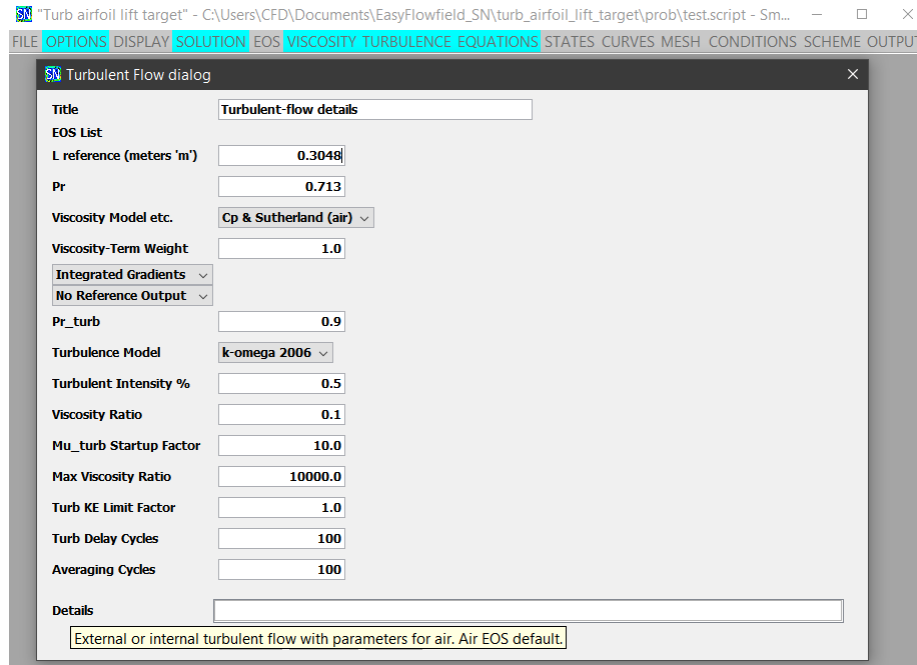 SN "Turb airfoil lift target" - C:\Users\CFD\Documents\EasyFlowfield_SN\turb_airfoil_lift_target\prob\test.script - Sm...
FILE OPTIONS DISPLAY SOLUTION EOS VISCOSITY TURBULENCE EQUATIONS STATES CURVES MESH CONDITIONS SCHEME OUTPUT
SN Turbulent Flow dialog
Title Turbulent-flow details
EOS List
L reference (meters 'm') 0.3048
Pr 0.713
Viscosity Model etc. Cp & Sutherland (air)
Viscosity-Term Weight 1.0
Integrated Gradients
No Reference Output
Pr_turb 0.9
Turbulence Model k-omega 2006
Turbulent Intensity % 0.5
Viscosity Ratio 0.1
Mu_turb Startup Factor 10.0
Max Viscosity Ratio 10000.0
Turb KE Limit Factor 1.0
Turb Delay Cycles 100
Averaging Cycles 100
Details
External or internal turbulent flow with parameters for air. Air EOS default.